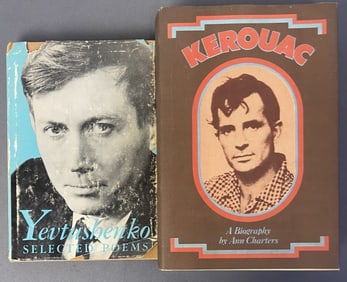 Yevtushenko
SELECTED POEMS
KEROUAC
A Biography
by Ann Charters